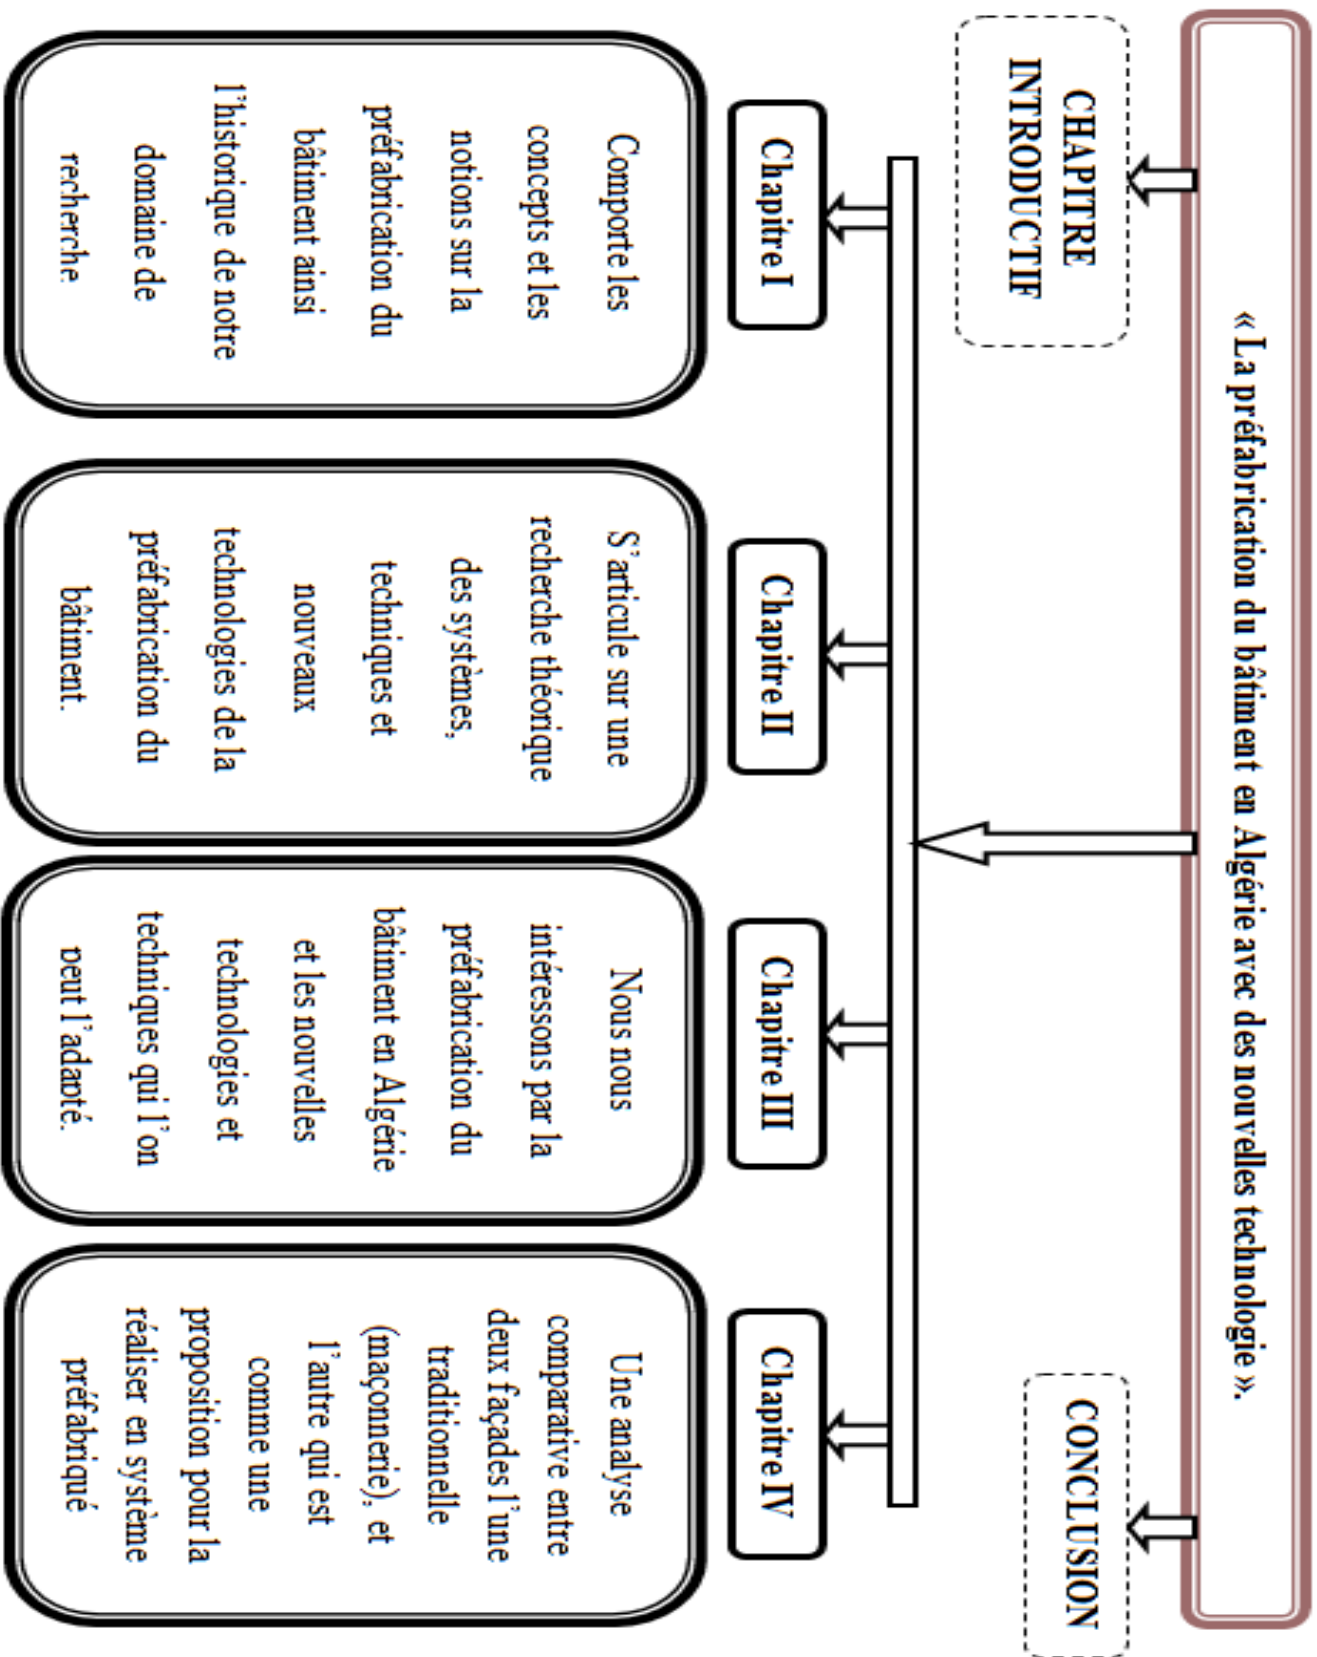 « La préfabrication du bâtiment en Algérie avec des nouvelles technologie ».
CHAPITRE
INTRODUCTIF
CONCLUSION
Chapitre I
Chapitre II
Chapitre III
Chapitre IV
Comporte les
concepts et les
notions sur la
préfabrication du
bâtiment ainsi
l'historique de notre
domaine de
recherche.
S'articule sur une
recherche théorique
des systèmes,
techniques et
nouveaux
technologies de la
préfabrication du
bâtiment.
Nous nous
intéressons par la
préfabrication du
bâtiment en Algérie
et les nouvelles
technologies et
techniques qui l'on
peut l'adapté.
Une analyse
comparative entre
deux façades l'une
traditionnelle
(maçonnerie), et
l'autre qui est
comme une
proposition pour la
réaliser en système
préfabriqué